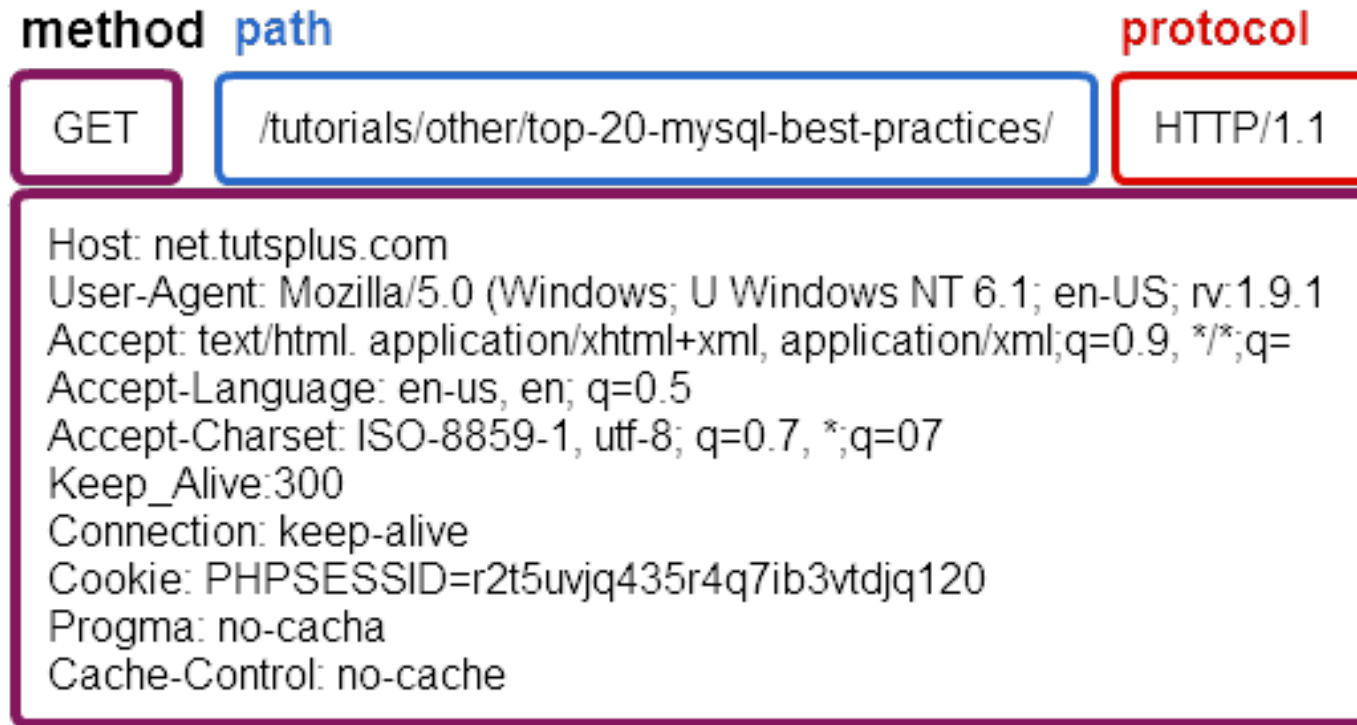 method path protocol
GET /tutorials/other/top-20-mysql-best-practices/ HTTP/1.1
Host: net.tutsplus.com
User-Agent: Mozilla/5.0 (Windows; U Windows NT 6.1; en-US; rv:1.9.1
Accept: text/html. application/xhtml+xml, application/xml;q=0.9, */*;q=
Accept-Language: en-us, en; q=0.5
Accept-Charset: ISO-8859-1, utf-8; q=0.7, *;q=07
Keep_Alive:300
Connection: keep-alive
Cookie: PHPSESSID=r2t5uvjq435r4q7ib3vtdjq120
Progma: no-cacha
Cache-Control: no-cache